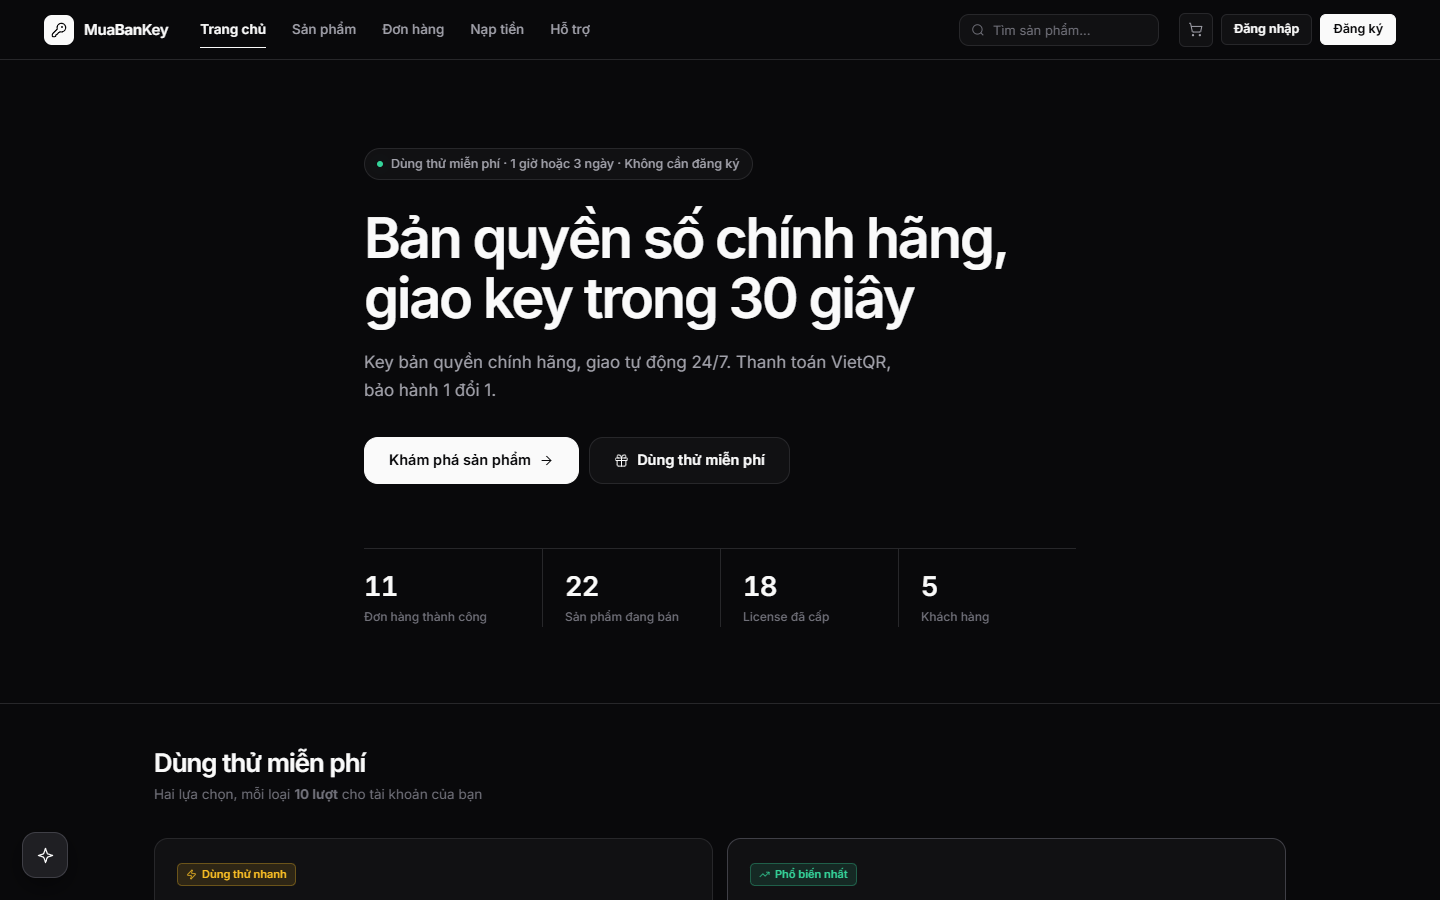 MuaBanKey
Trang chủ
Sản phẩm
Đơn hàng
Nạp tiền
Hỗ trợ
Tìm sản phẩm...
Đăng nhập
Đăng ký
Dùng thử miễn phí · 1 giờ hoặc 3 ngày · Không cần đăng ký
Bản quyền số chính hãng,
giao key trong 30 giây
Key bản quyền chính hãng, giao tự động 24/7. Thanh toán VietQR,
bảo hành 1 đổi 1.
Khám phá sản phẩm
Dùng thử miễn phí
11
Đơn hàng thành công
22
Sản phẩm đang bán
18
License đã cấp
5
Khách hàng
Dùng thử miễn phí
Hai lựa chọn, mỗi loại 10 lượt cho tài khoản của bạn
Dùng thử nhanh
Phổ biến nhất